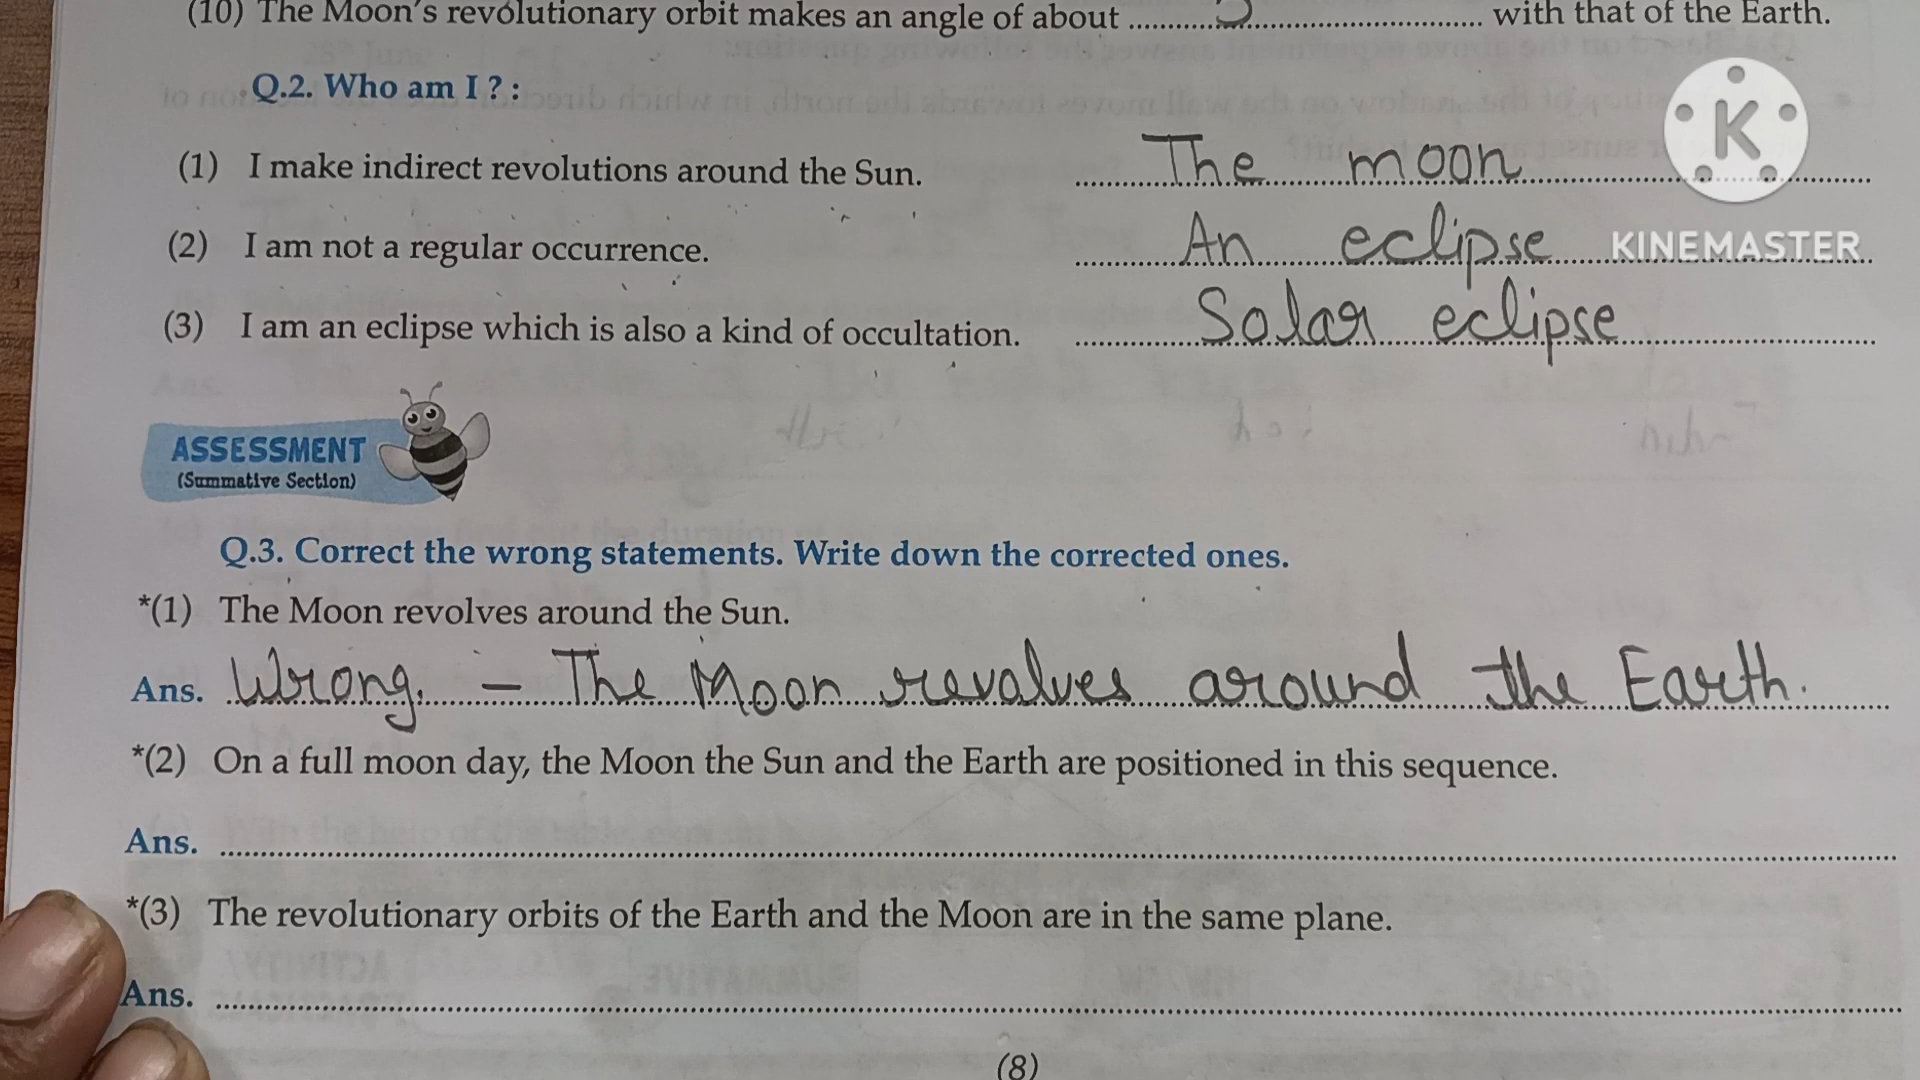 (10) The Moon's revolutionary orbit makes an angle of about ........................ with that of the Earth.
Q.2. Who am I ? :
K
(1) I make indirect revolutions around the Sun. The moon
(2) I am not a regular occurrence. An eclipse
KINEMASTER
(3) I am an eclipse which is also a kind of occultation. Solar eclipse
ASSESSMENT
(Summative Section)
Q.3. Correct the wrong statements. Write down the corrected ones.
*(1) The Moon revolves around the Sun.
Ans. Wrong. - The Moon revalves around the Earth.
*(2) On a full moon day, the Moon the Sun and the Earth are positioned in this sequence.
Ans.
*(3) The revolutionary orbits of the Earth and the Moon are in the same plane.
Ans.
(8)